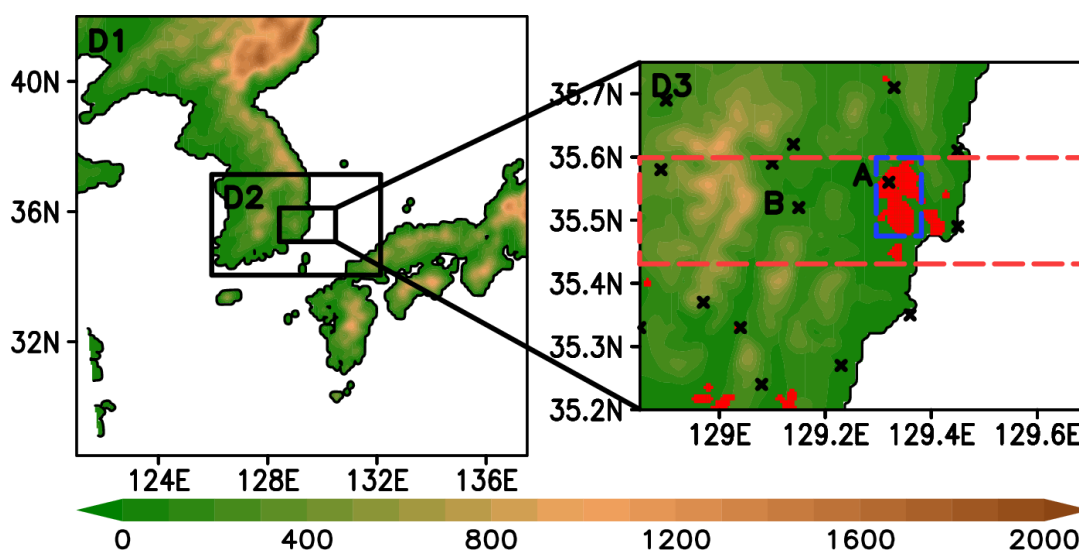 D1
40N
36N
32N
D2
124E
128E
132E
136E
D3
35.7N
35.6N
35.5N
35.4N
35.3N
35.2N
A
B
129E
129.2E
129.4E
129.6E
0
400
800
1200
1600
2000